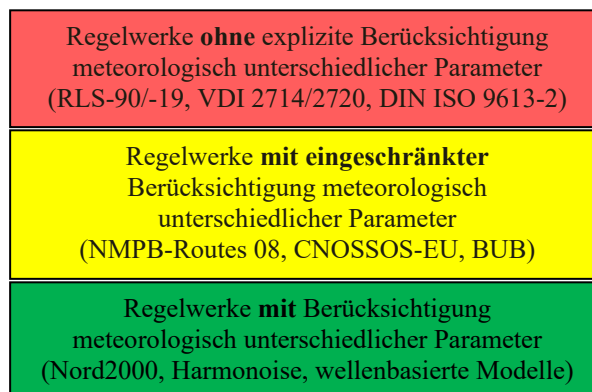 Regelwerke ohne explizite Berücksichtigung
meteorologisch unterschiedlicher Parameter
(RLS-90/-19, VDI 2714/2720, DIN ISO 9613-2)
Regelwerke mit eingeschränkter
Berücksichtigung meteorologisch
unterschiedlicher Parameter
(NMPB-Routes 08, CNOSSOS-EU, BUB)
Regelwerke mit Berücksichtigung
meteorologisch unterschiedlicher Parameter
(Nord2000, Harmonoise, wellenbasierte Modelle)